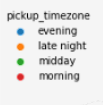 pickup_timezone
evening
late night
midday
morning